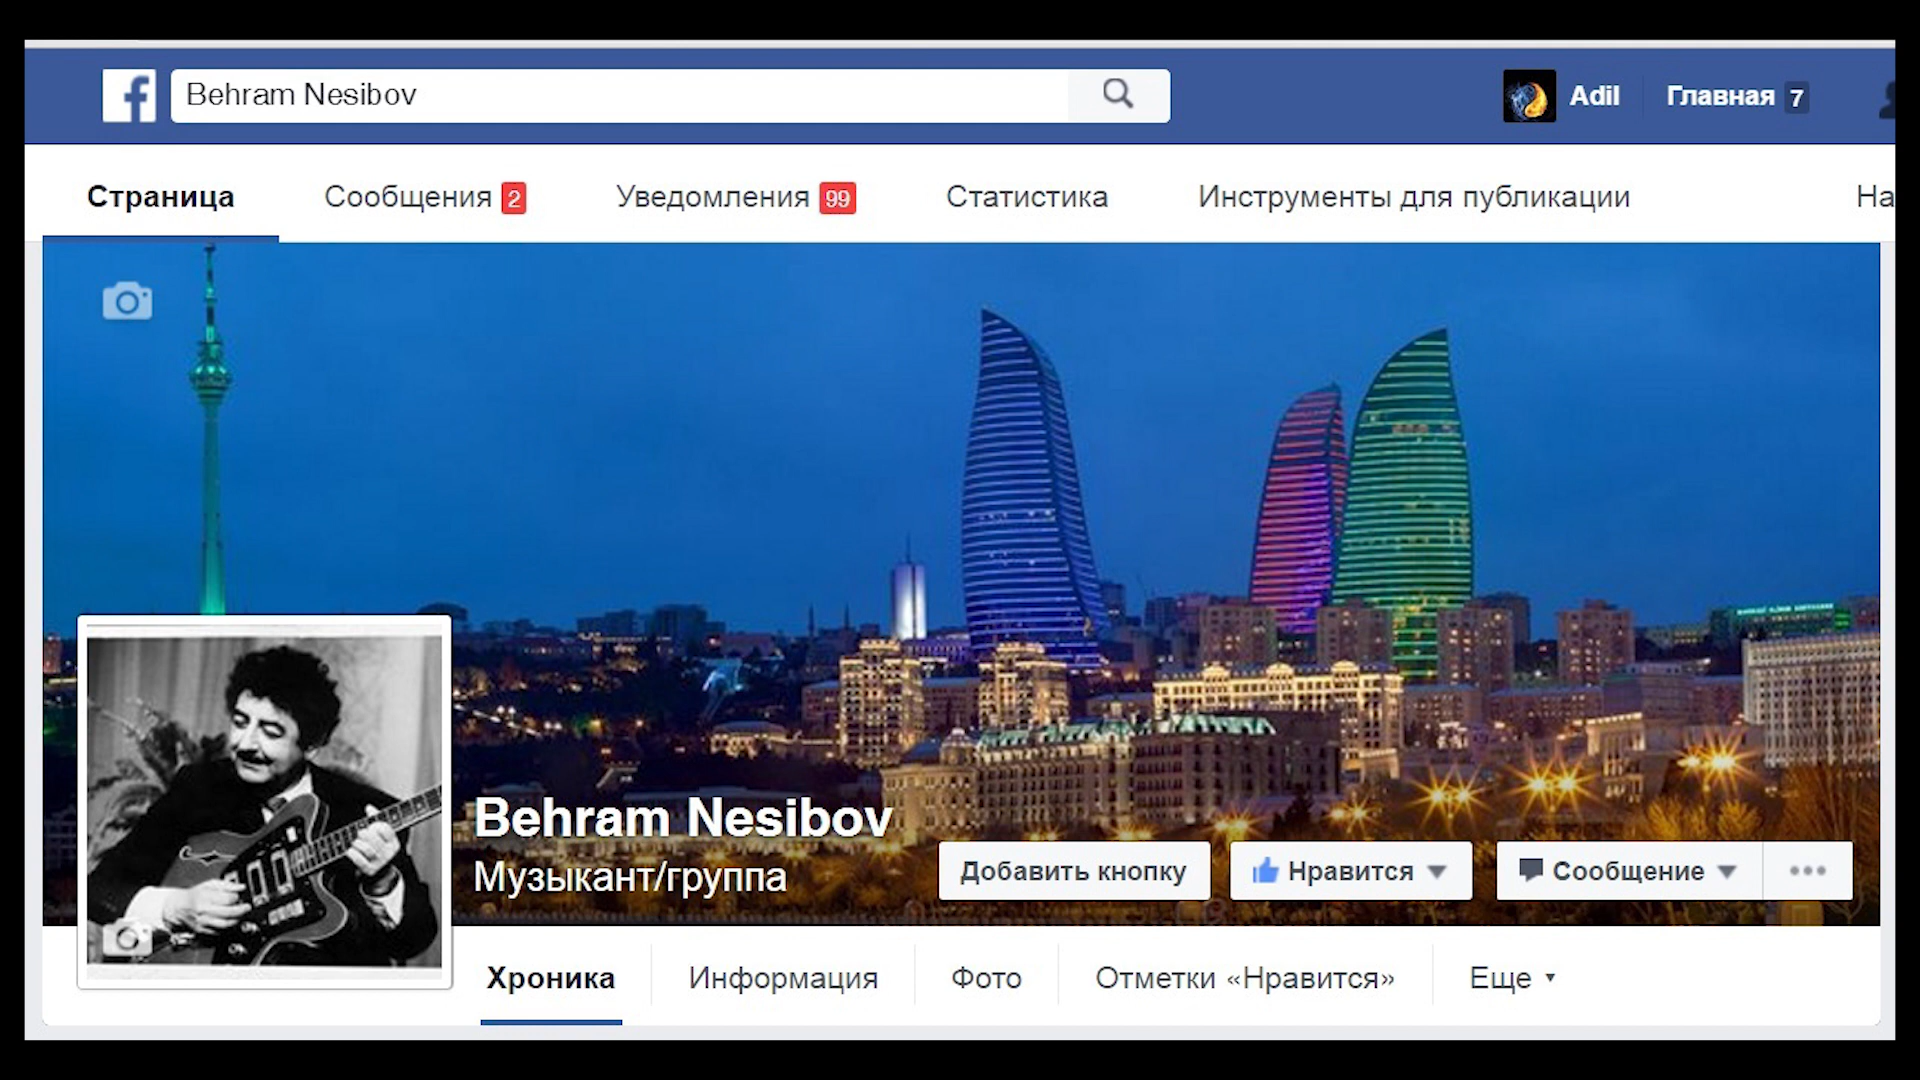 Behram Nesibov
Adil
Главная 7
Страница
Сообщения 2
Уведомления 99
Статистика
Инструменты для публикации
На
Behram Nesibov
Музыкант/группа
Добавить кнопку
Нравится
Сообщение
Хроника
Информация
Фото
Отметки «Нравится»
Еще